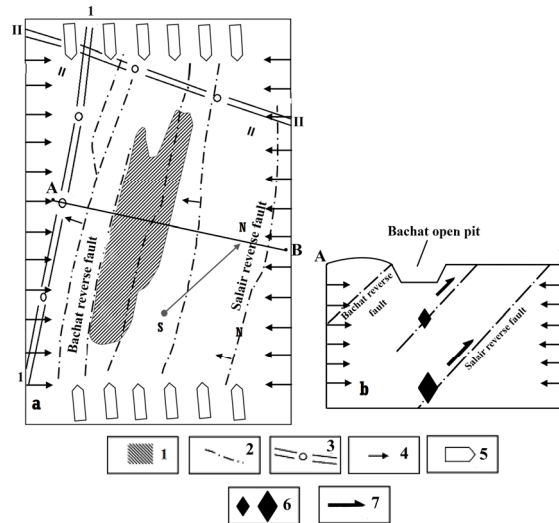 1
II
II
II
II
A
N
B
Bachat reverse fault
Salair reverse fault
S
N
1
a
Bachat open pit
A
Bachat reverse
fault
Salair reverse fault
b
1
2
3
4
5
6
7